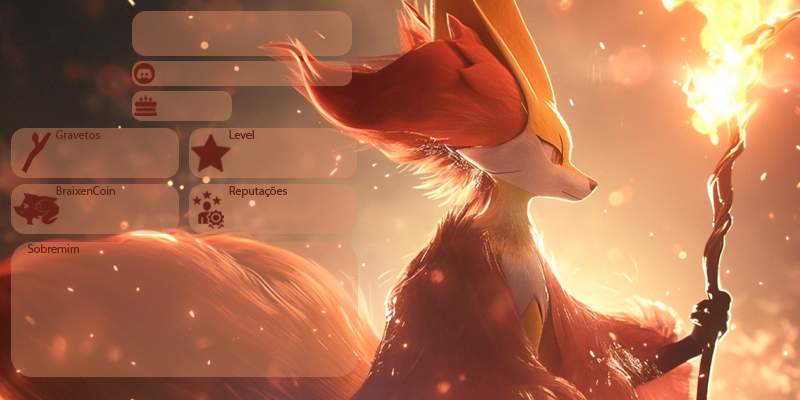 Gravetos
Level
BraixenCoin
Reputações
Sobremim